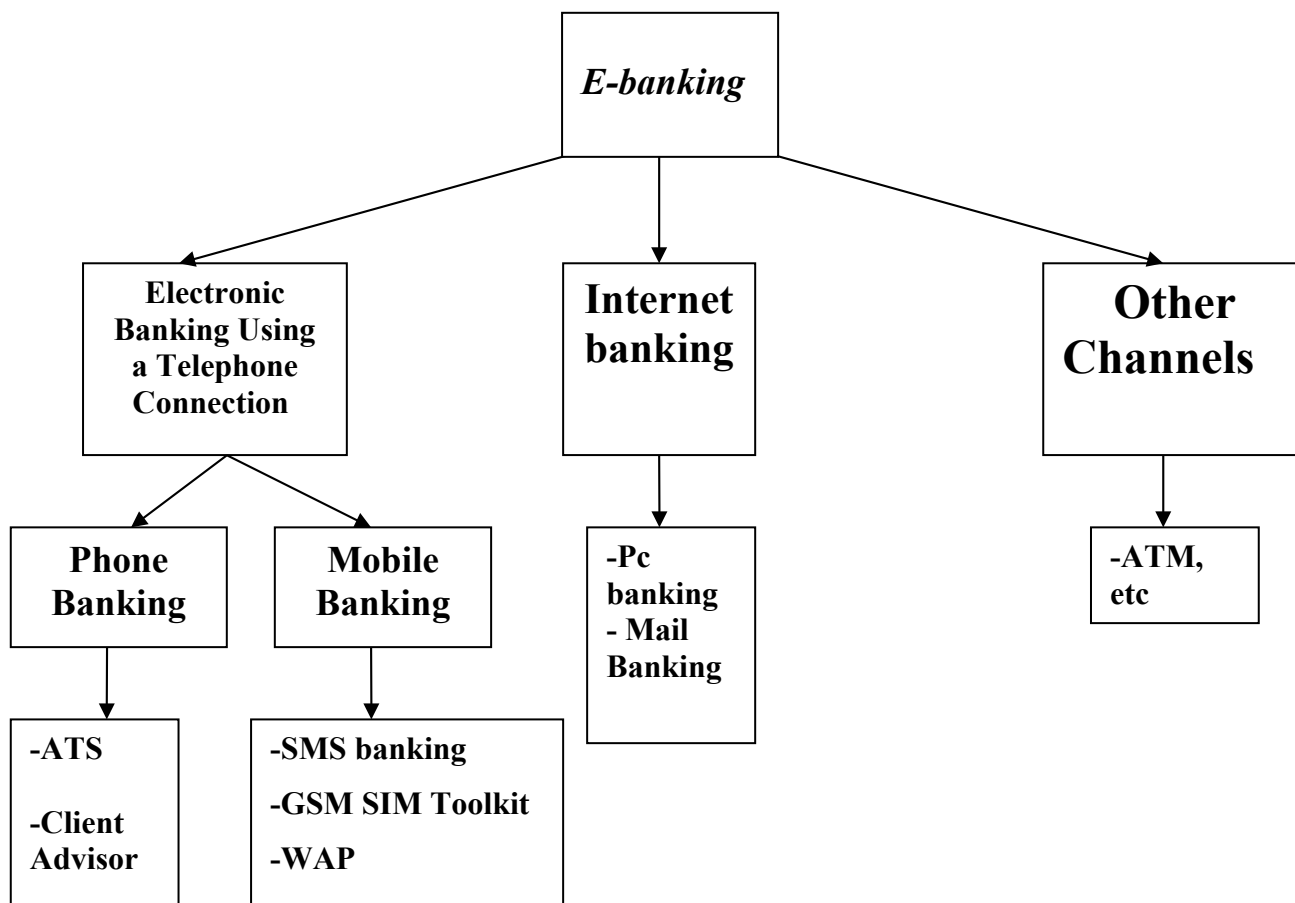 E-banking
Electronic
Banking Using
a Telephone
Connection
Internet
banking
Other
Channels
Phone
Banking
Mobile
Banking
-Pc
banking
- Mail
Banking
-ATM,
etc
-ATS
-Client
Advisor
-SMS banking
-GSM SIM Toolkit
-WAP